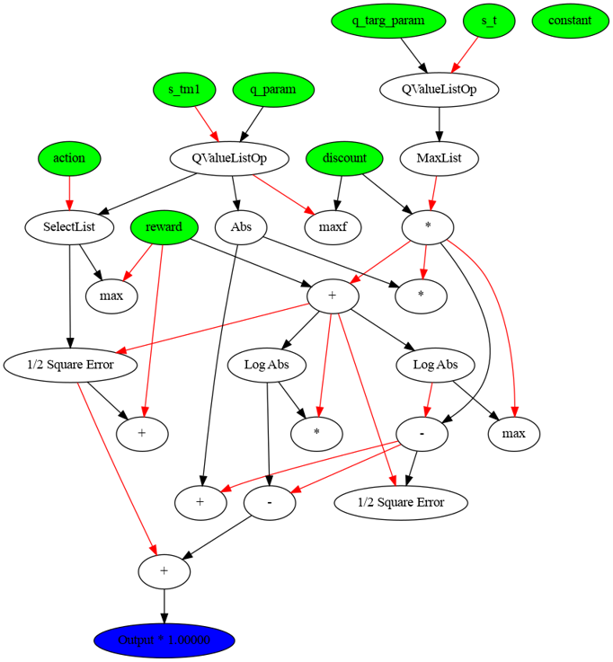 q_targ_param
s_t
constant
s_tm1
q_param
QValueListOp
action
QValueListOp
discount
MaxList
SelectList
reward
Abs
maxf
*
max
+
*
1/2 Square Error
Log Abs
Log Abs
+
*
-
max
+
-
1/2 Square Error
+
Output * 1.00000